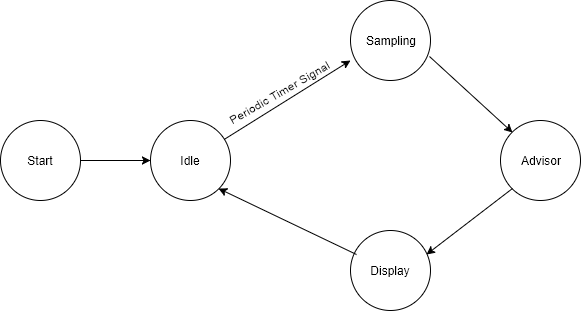 Sampling
Periodic Timer Signal
Start
Idle
Advisor
Display